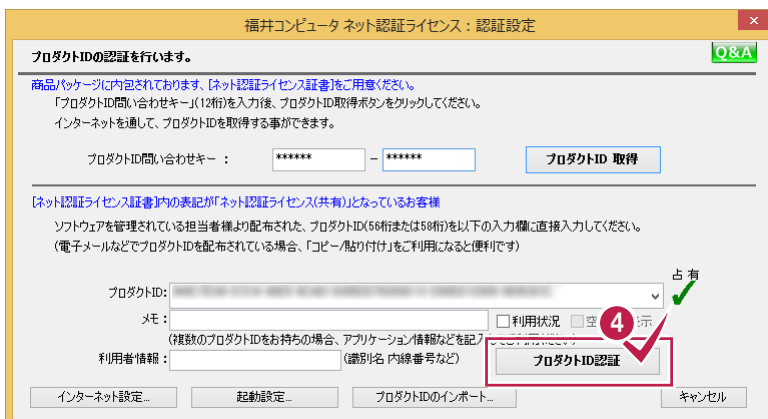 福井コンピュータ ネット認証ライセンス：認証設定
×
プロダクトIDの認証を行います。
Q&A
商品パッケージに内包されております、[ネット認証ライセンス証書]をご用意ください。
「プロダクトID問い合わせキー」(12桁)を入力後、プロダクトID取得ボタンをクリックしてください。
インターネットを通して、プロダクトIDを取得する事ができます。
プロダクトID問い合わせキー： ****** － ****** プロダクトID 取得
[ネット認証ライセンス証書]内の表記が「ネット認証ライセンス(共有)」となっているお客様
ソフトウェアを管理されている担当者様より配布された、プロダクトID(56桁または58桁)を以下の入力欄に直接入力してください。
(電子メールなどでプロダクトIDを配布されている場合、「コピー/貼り付け」をご利用になると便利です)
占有
プロダクトID:
メモ： 利用状況 空 示
4
(複数のプロダクトIDをお持ちの場合、アプリケーション情報などを記入
利用者情報： (識別名 内線番号など) プロダクトID認証
インターネット設定... 起動設定... プロダクトIDのインポート... キャンセル